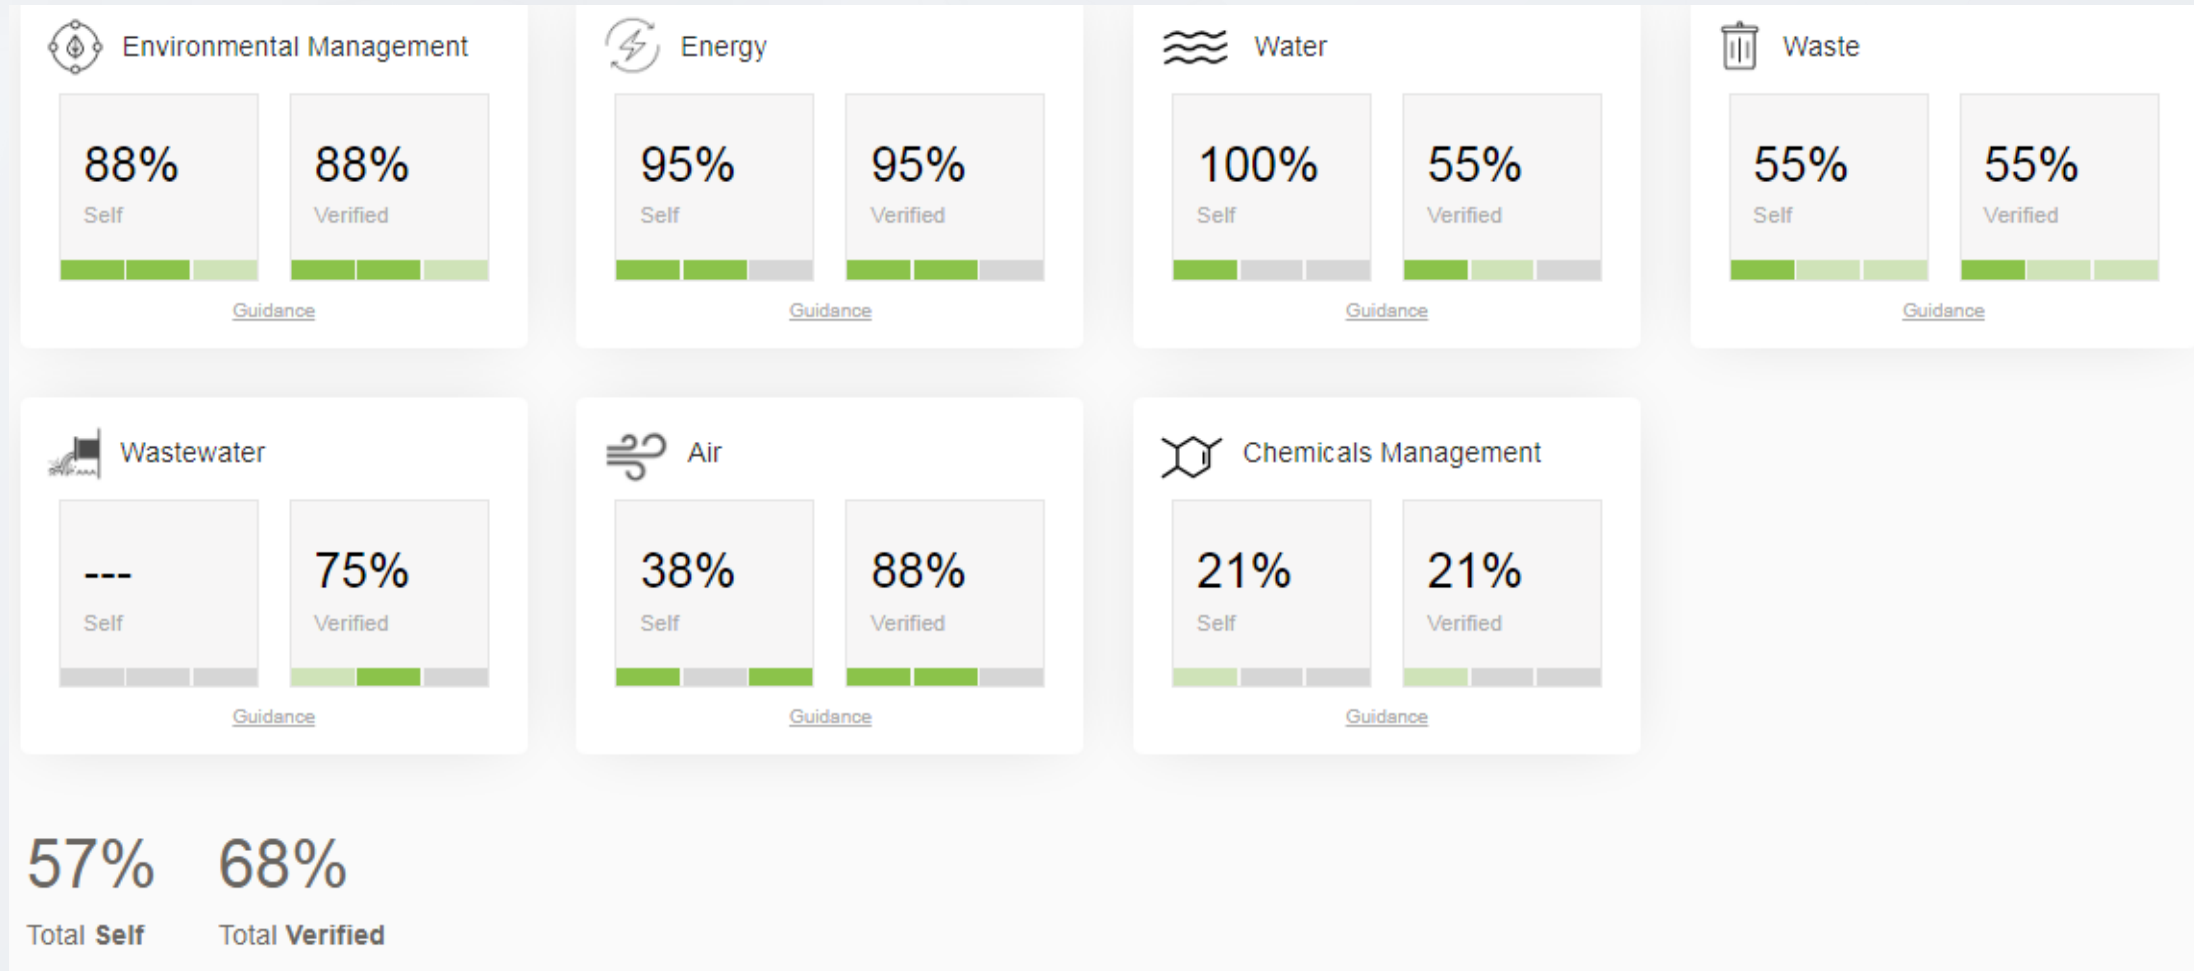 Environmental Management
88%
Self
88%
Verified
Guidance
Energy
95%
Self
95%
Verified
Guidance
Water
100%
Self
55%
Verified
Guidance
Waste
55%
Self
55%
Verified
Guidance
Wastewater
---
Self
75%
Verified
Guidance
Air
38%
Self
88%
Verified
Guidance
Chemicals Management
21%
Self
21%
Verified
Guidance
57%
Total Self
68%
Total Verified